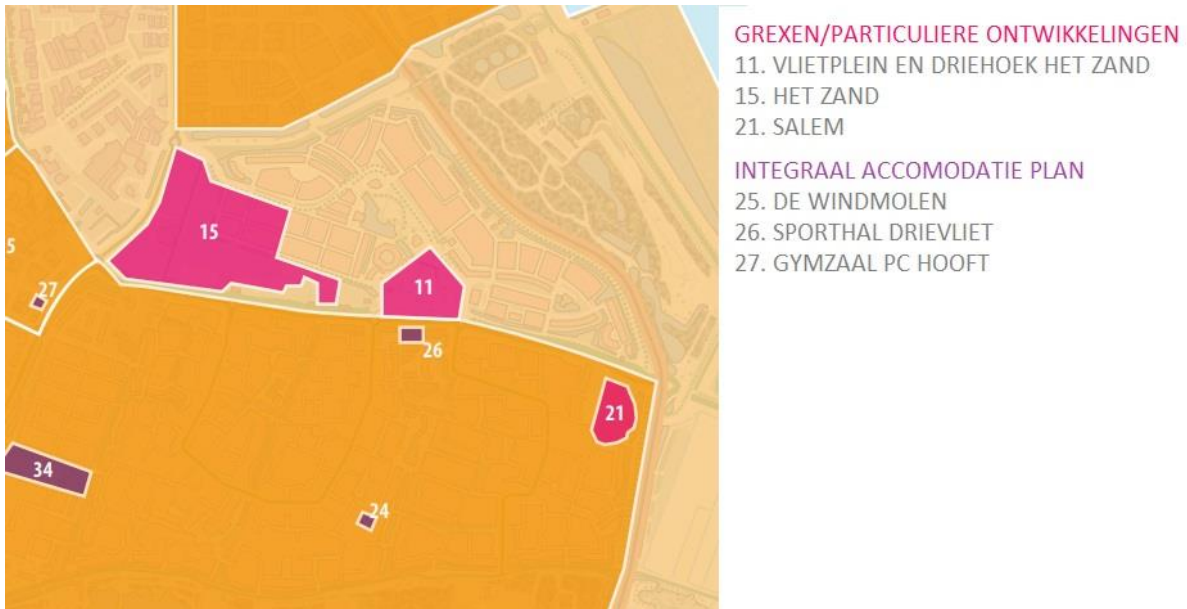 GREXEN/PARTICULIERE ONTWIKKELINGEN
11. VLIETPLEIN EN DRIEHOEK HET ZAND
15. HET ZAND
21. SALEM
INTEGRAAL ACCOMODATIE PLAN
25. DE WINDMOLEN
26. SPORTHAL DRIEVLIET
27. GYMZAAL PC HOOFT
15
5
11
27
26
21
34
24